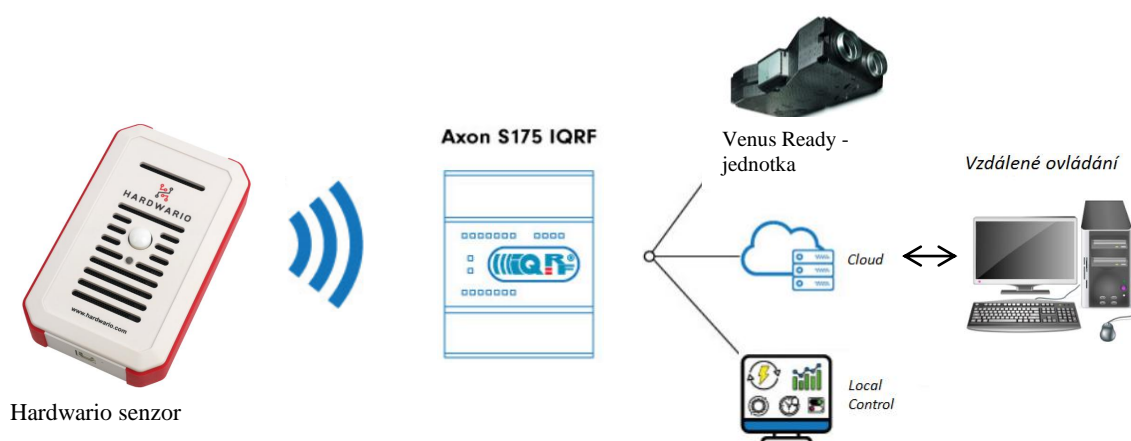 HARDWARIO
www.hardwario.com
Hardwario senzor
Axon S175 IQRF
IQRF
Venus Ready -
jednotka
Cloud
Local
Control
Vzdálené ovládání